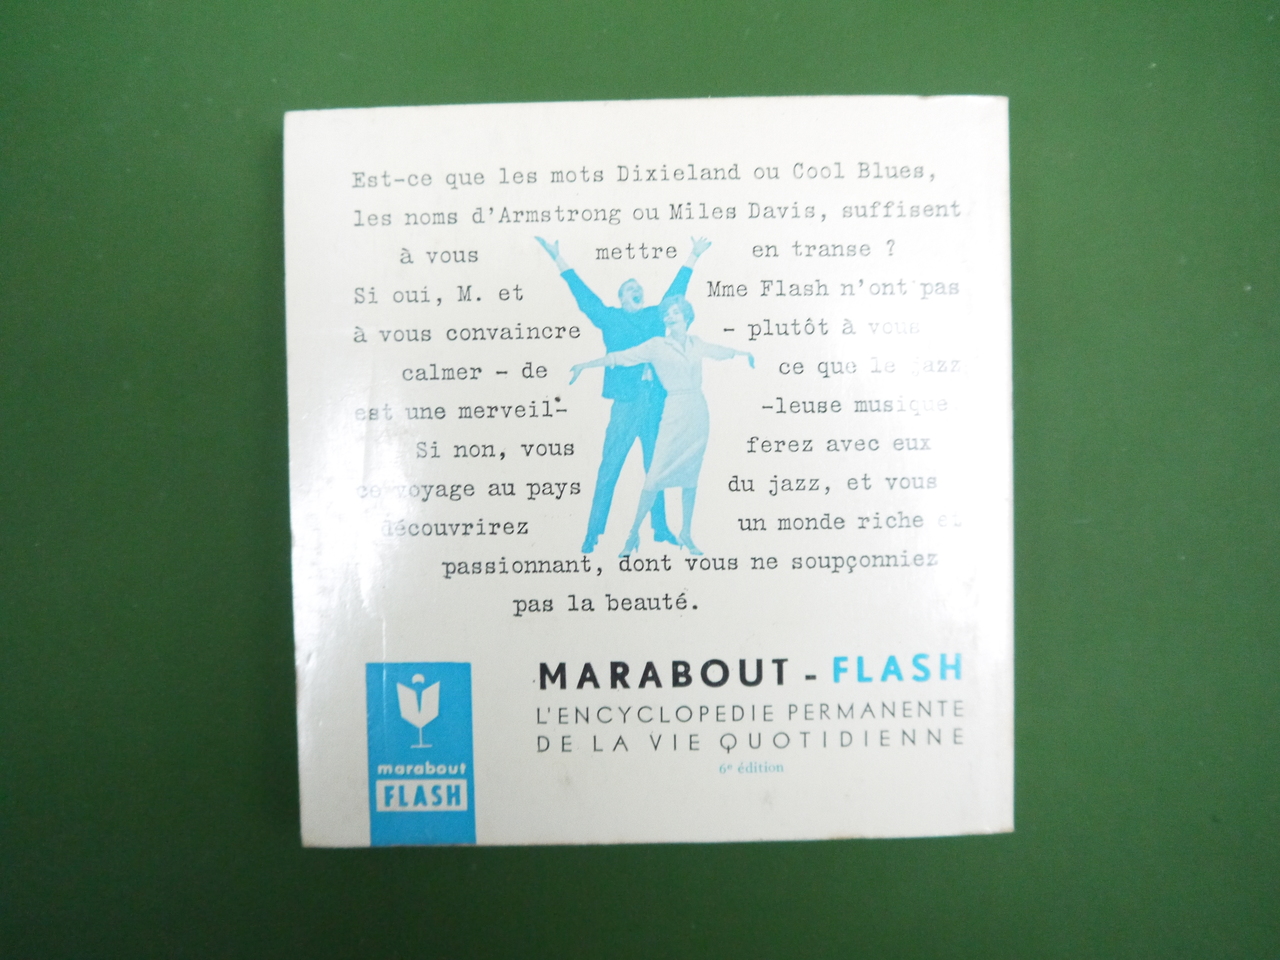 Est-ce que les mots Dixieland ou Cool Blues,
les noms d'Armstrong ou Miles Davis, suffisent
à vous mettre en transe ?
Si oui, M. et Mme Flash n'ont pas
à vous convaincre - plutôt à vous
calmer - de ce que le jazz
est une merveil- -leuse musique
Si non, vous ferez avec eux
ce voyage au pays du jazz, et vous
découvrirez un monde riche et
passionnant, dont vous ne soupçonniez
pas la beauté.
MARABOUT - FLASH
L'ENCYCLOPEDIE PERMANENTE
DE LA VIE QUOTIDIENNE
6e édition
marabout
FLASH